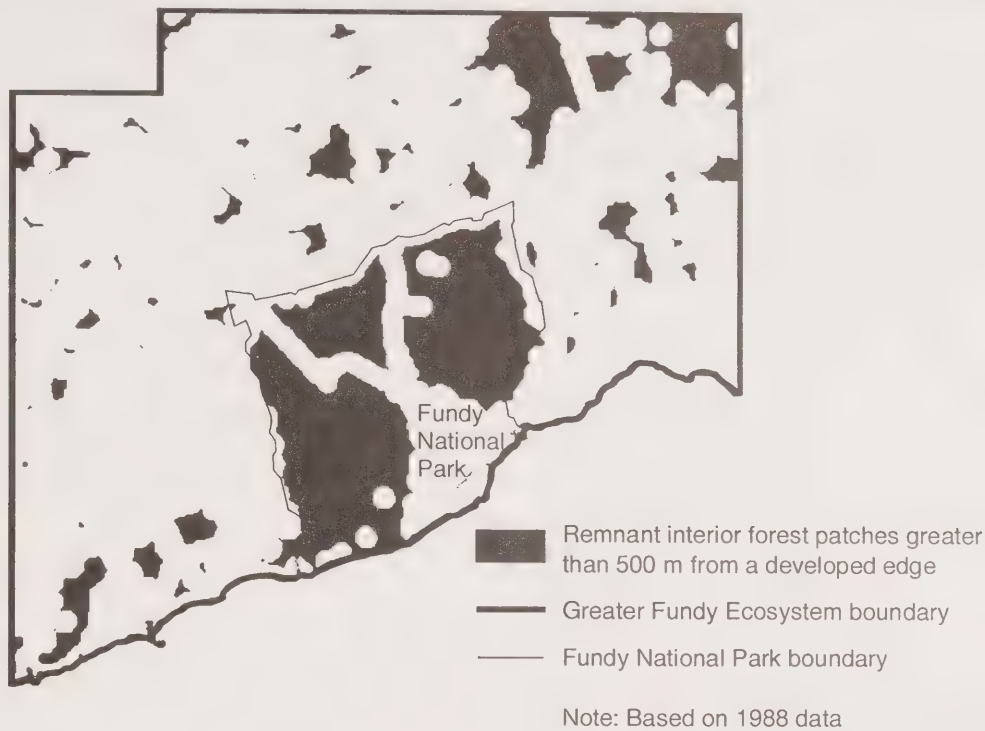 Fundy
National
Park
Remnant interior forest patches greater
than 500 m from a developed edge
Greater Fundy Ecosystem boundary
Fundy National Park boundary
Note: Based on 1988 data